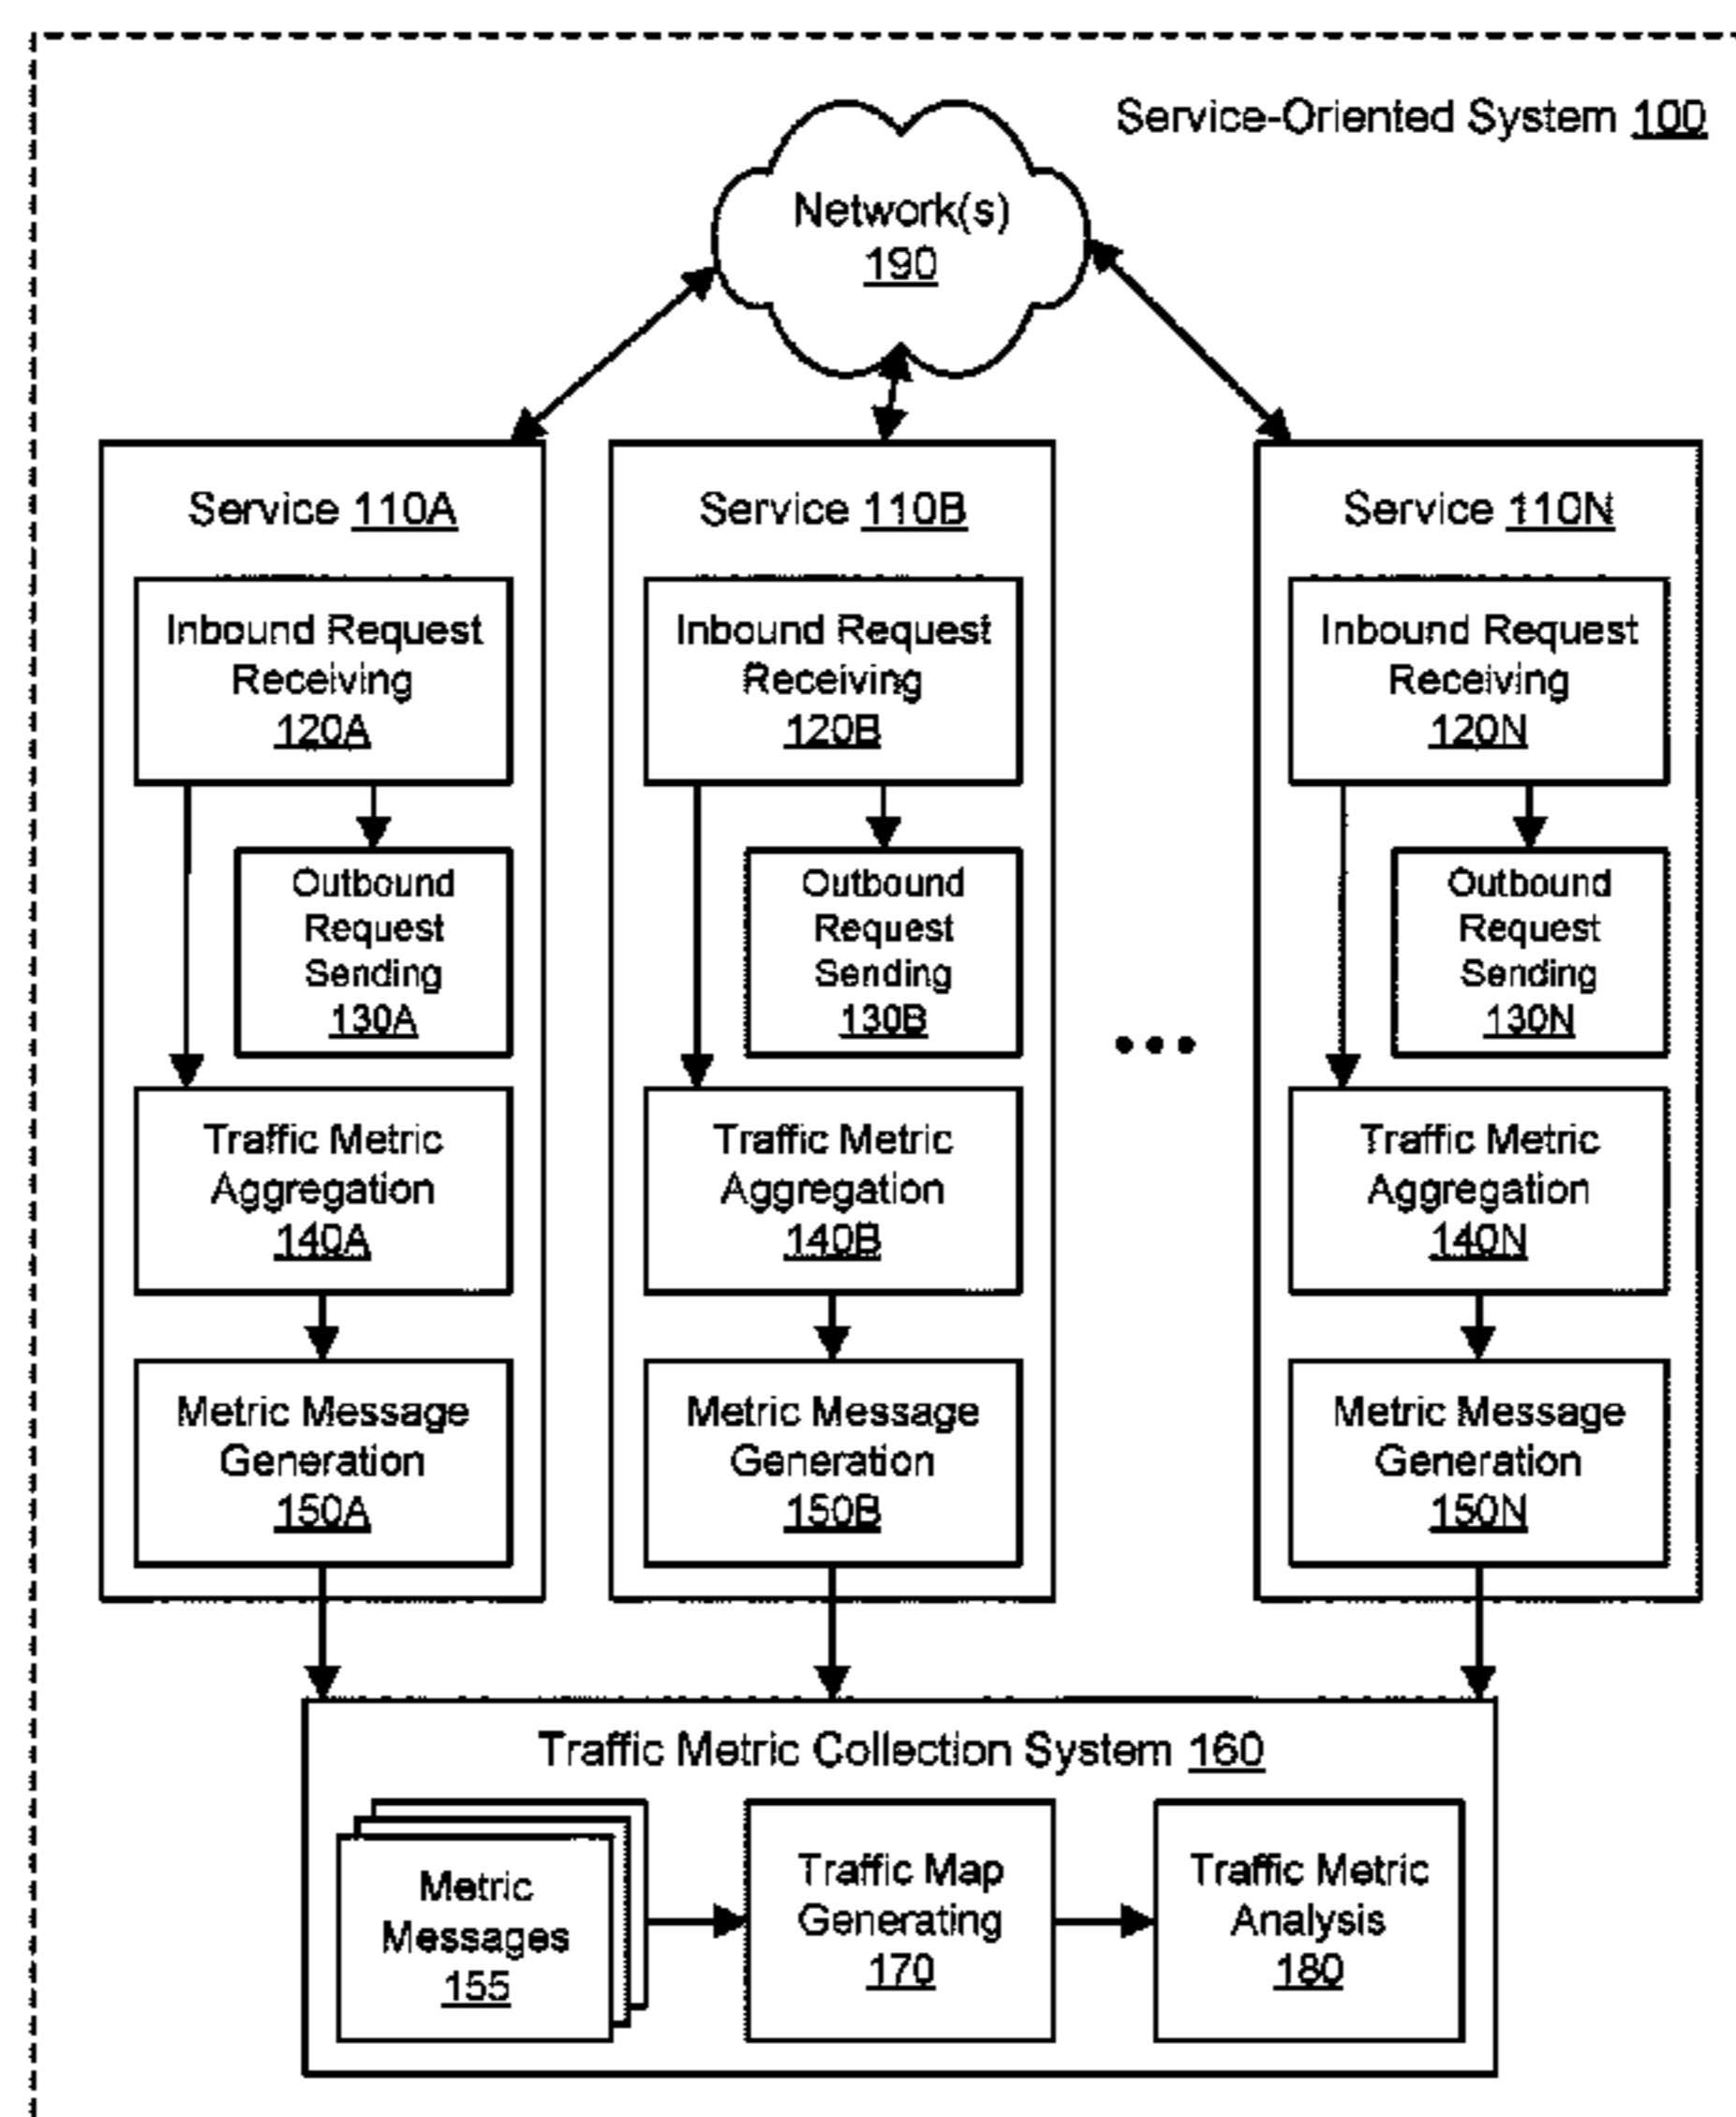 Service-Oriented System 100
Network(s)
190
Service 110A
Inbound Request
Receiving
120A
Outbound
Request
Sending
130A
Traffic Metric
Aggregation
140A
Metric Message
Generation
150A
Service 110B
Inbound Request
Receiving
120B
Outbound
Request
Sending
130B
Traffic Metric
Aggregation
140B
Metric Message
Generation
150B
•••
Service 110N
Inbound Request
Receiving
120N
Outbound
Request
Sending
130N
Traffic Metric
Aggregation
140N
Metric Message
Generation
150N
Traffic Metric Collection System 160
Metric
Messages
155
Traffic Map
Generating
170
Traffic Metric
Analysis
180